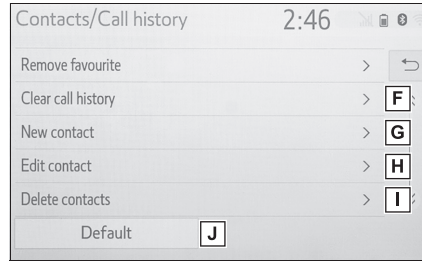 Contacts/Call history 2:46
Remove favourite
Clear call history F
New contact G
Edit contact H
Delete contacts I
Default J